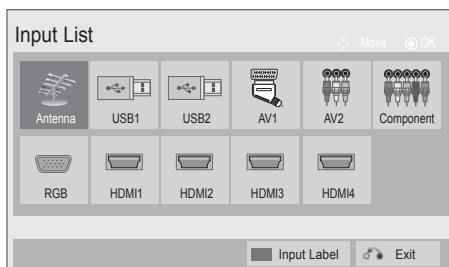 Input List
Move OK
Antenna USB1 USB2 AV1 AV2 Component
RGB HDMI1 HDMI2 HDMI3 HDMI4
Input Label Exit